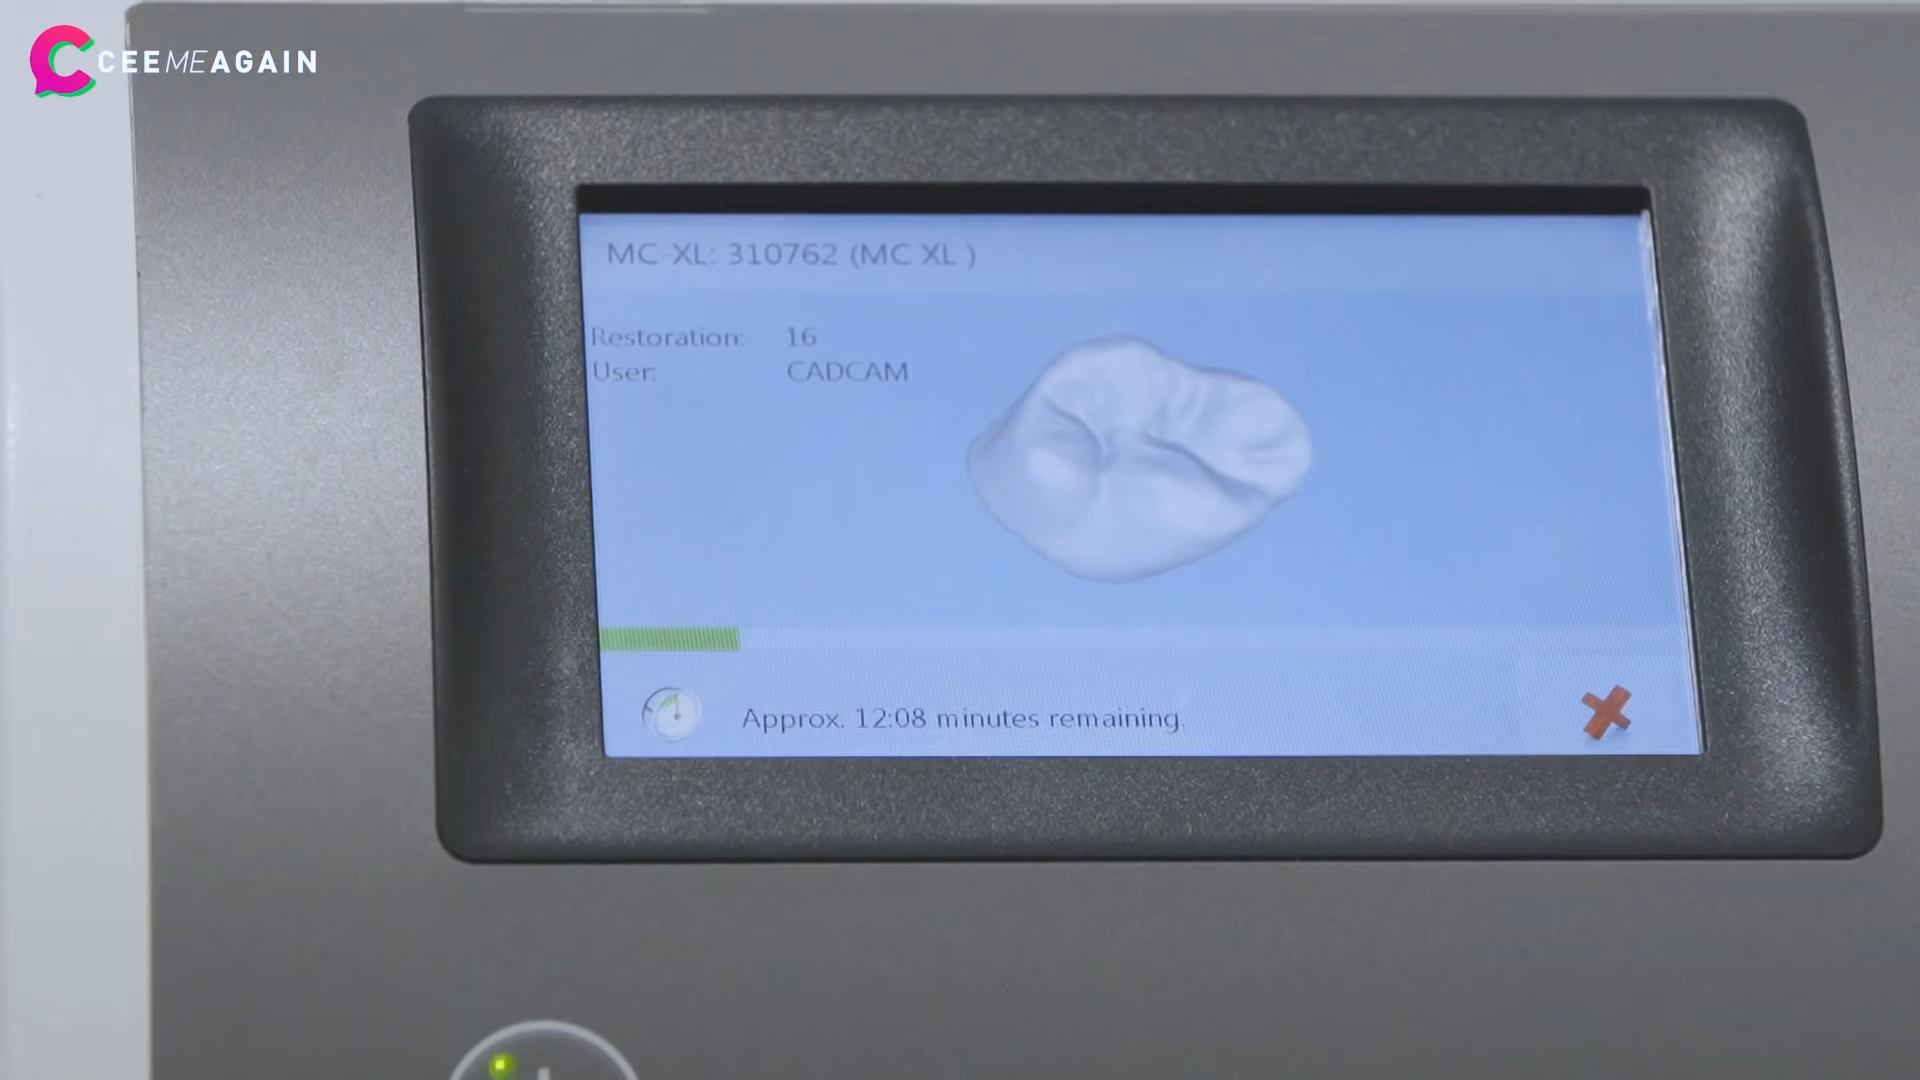 CEEMEAGAIN
MC XL: 310762 (MC XL )
Restoration: 16
User: CADCAM
Approx. 12:08 minutes remaining.